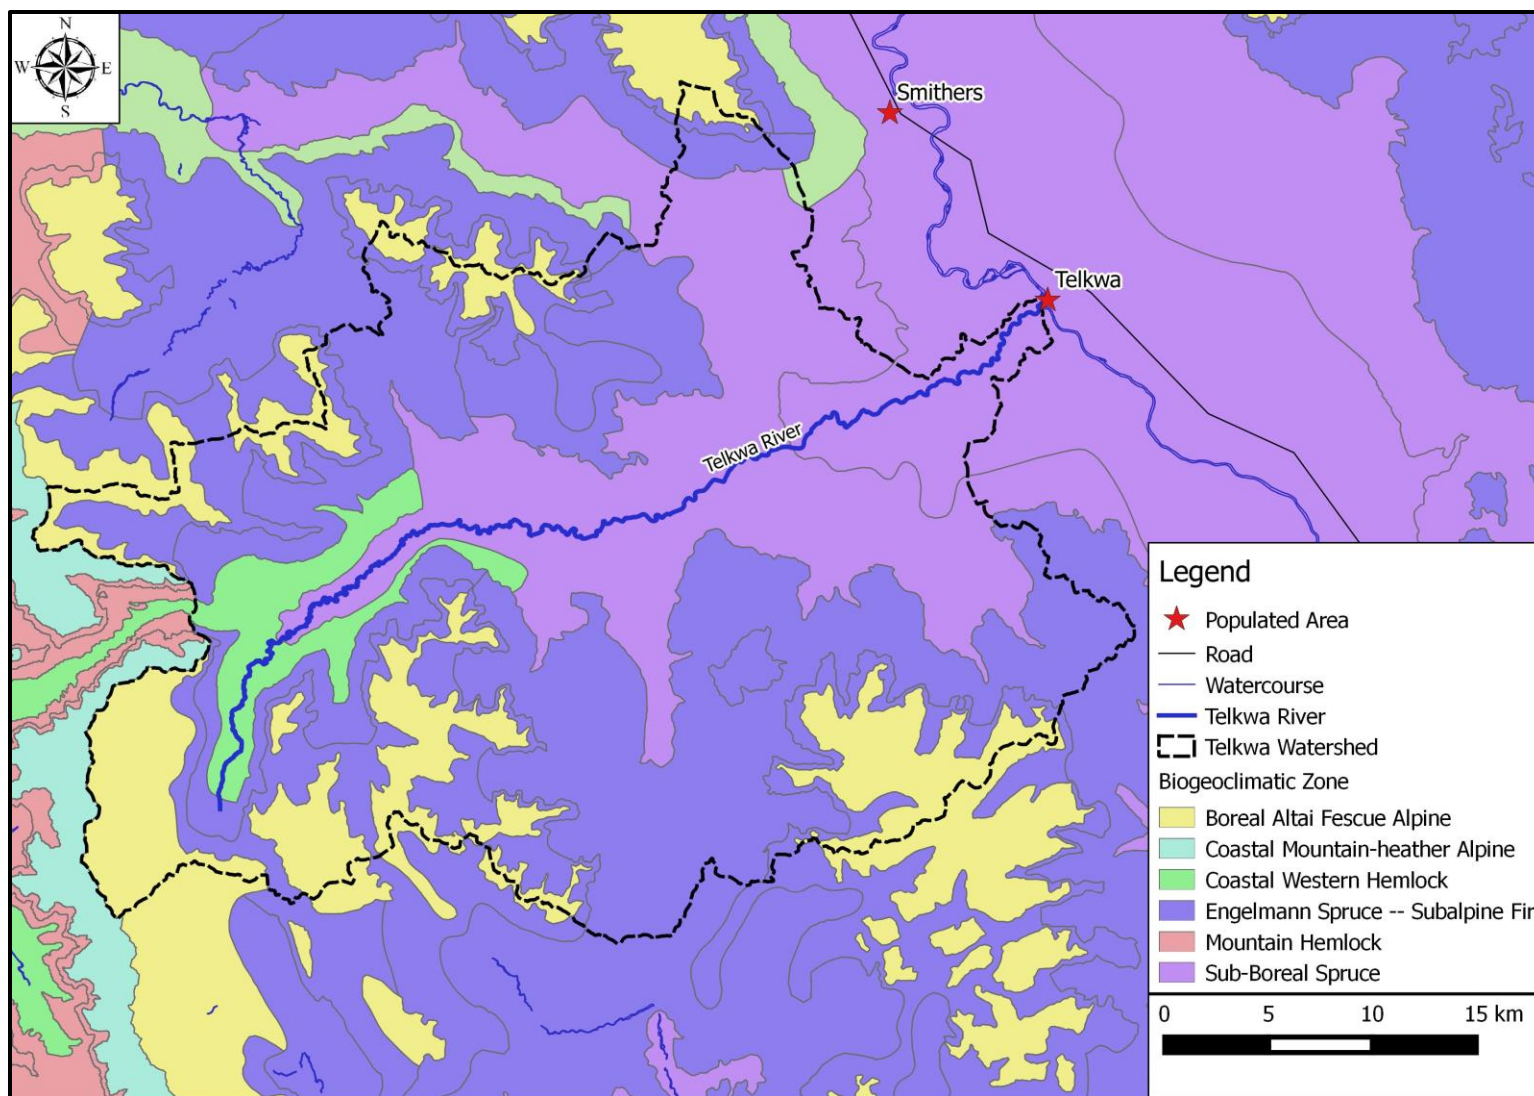 N
W E
S
Smithers
Telkwa
Telkwa River
Legend
Populated Area
Road
Watercourse
Telkwa River
Telkwa Watershed
Biogeoclimatic Zone
Boreal Altai Fescue Alpine
Coastal Mountain-heather Alpine
Coastal Western Hemlock
Engelmann Spruce -- Subalpine Fir
Mountain Hemlock
Sub-Boreal Spruce
0 5 10 15 km